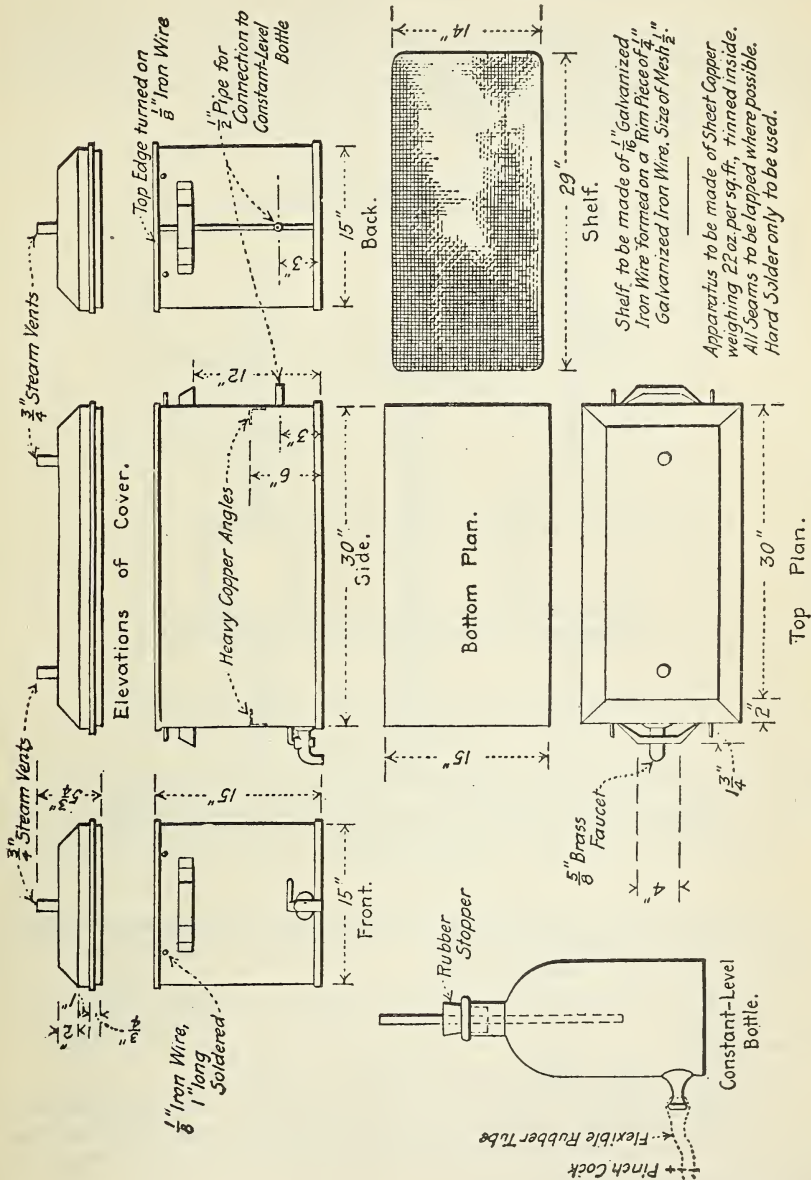 3/4" Steam Vents
5 3/4"
3/4"
2"
1"
3/4" Steam Vents
Elevations of Cover.
Top Edge turned on
1/8" Iron Wire
1/2" Pipe for
Connection to
Constant-Level
Bottle
1/8" Iron Wire,
1" long
Soldered
15"
15"
Front.
Heavy Copper Angles
12"
6"
3"
30"
Side.
3"
15"
Back.
Rubber
Stopper
Flexible Rubber Tube
Pinch Cock
Constant-Level
Bottle.
15"
Bottom Plan.
14"
29"
Shelf.
5/8" Brass
Faucet
4"
1 3/4"
2"
30"
Top Plan.
Shelf to be made of 1/16" Galvanized
Iron Wire formed on a Rim Piece of 1/4"
Galvanized Iron Wire, Size of Mesh 1/2".
Apparatus to be made of Sheet Copper
weighing 22 oz. per sq. ft., tinned inside.
All Seams to be lapped where possible.
Hard Solder only to be used.